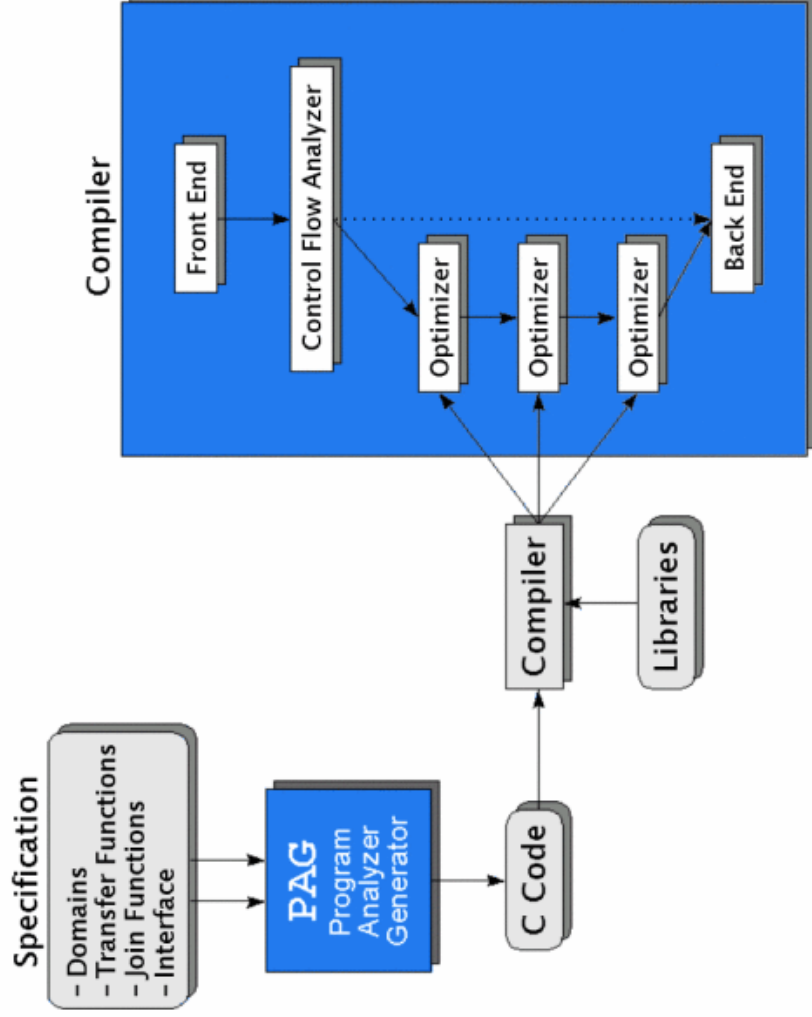 Specification
- Domains
- Transfer Functions
- Join Functions
- Interface
PAG
Program
Analyzer
Generator
C Code
Compiler
Libraries
Compiler
Front End
Control Flow Analyzer
Optimizer
Optimizer
Optimizer
Back End